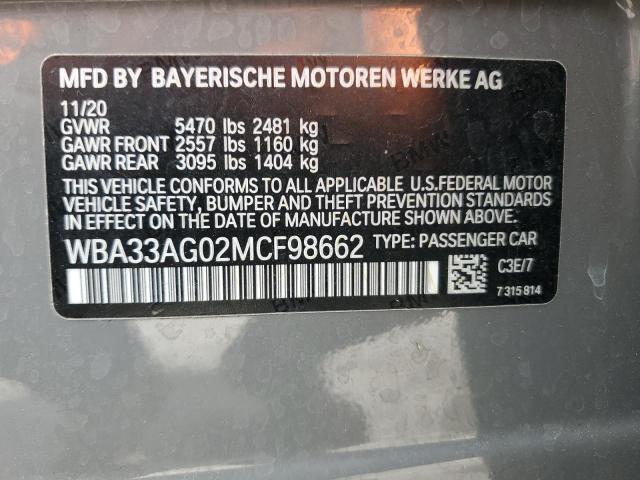 MFD BY BAYERISCHE MOTOREN WERKE AG
11/20
GVWR 5470 lbs 2481 kg
GAWR FRONT 2557 lbs 1160 kg
GAWR REAR 3095 lbs 1404 kg
THIS VEHICLE CONFORMS TO ALL APPLICABLE U.S.FEDERAL MOTOR
VEHICLE SAFETY, BUMPER, AND THEFT PREVENTION STANDARDS
IN EFFECT ON THE DATE OF MANUFACTURE SHOWN ABOVE.
WBA33AG02MCF98662 TYPE: PASSENGER CAR
C3E/7
7 315 814